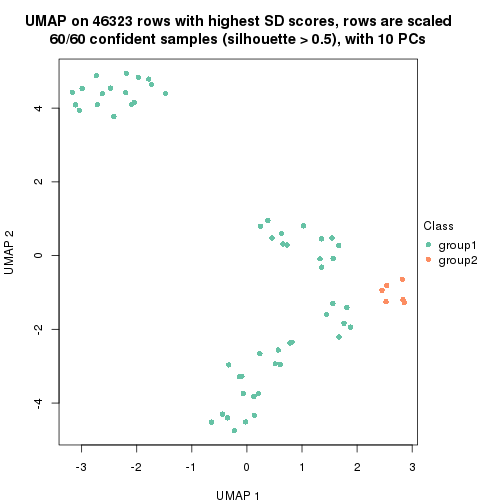 UMAP on 46323 rows with highest SD scores, rows are scaled
60/60 confident samples (silhouette > 0.5), with 10 PCs
4
2
0
-2
-4
UMAP 2
-3
-2
-1
0
1
2
3
UMAP 1
Class
group1
group2